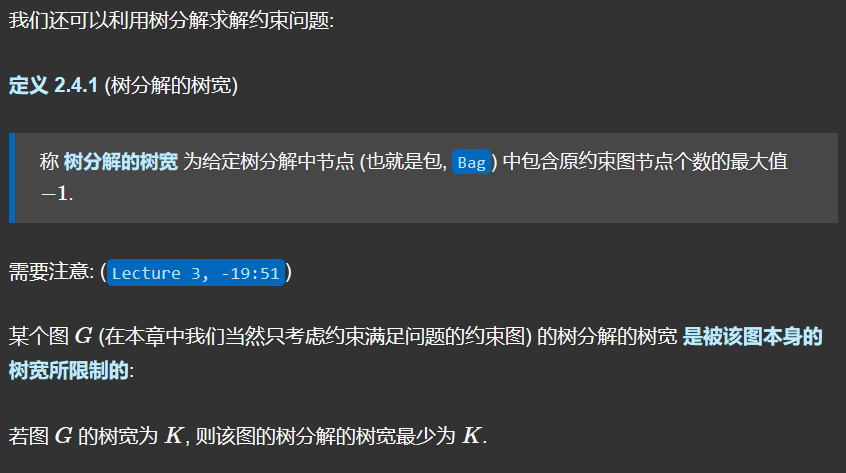 我们还可以利用树分解求解约束问题:
定义 2.4.1 (树分解的树宽)
称 树分解的树宽 为给定树分解中节点 (也就是包, Bag) 中包含原约束图节点个数的最大值
−1.
需要注意: (Lecture 3, -19:51)
某个图 G (在本章中我们当然只考虑约束满足问题的约束图) 的树分解的树宽 是被该图本身的
树宽所限制的:
若图 G 的树宽为 K, 则该图的树分解的树宽最少为 K.